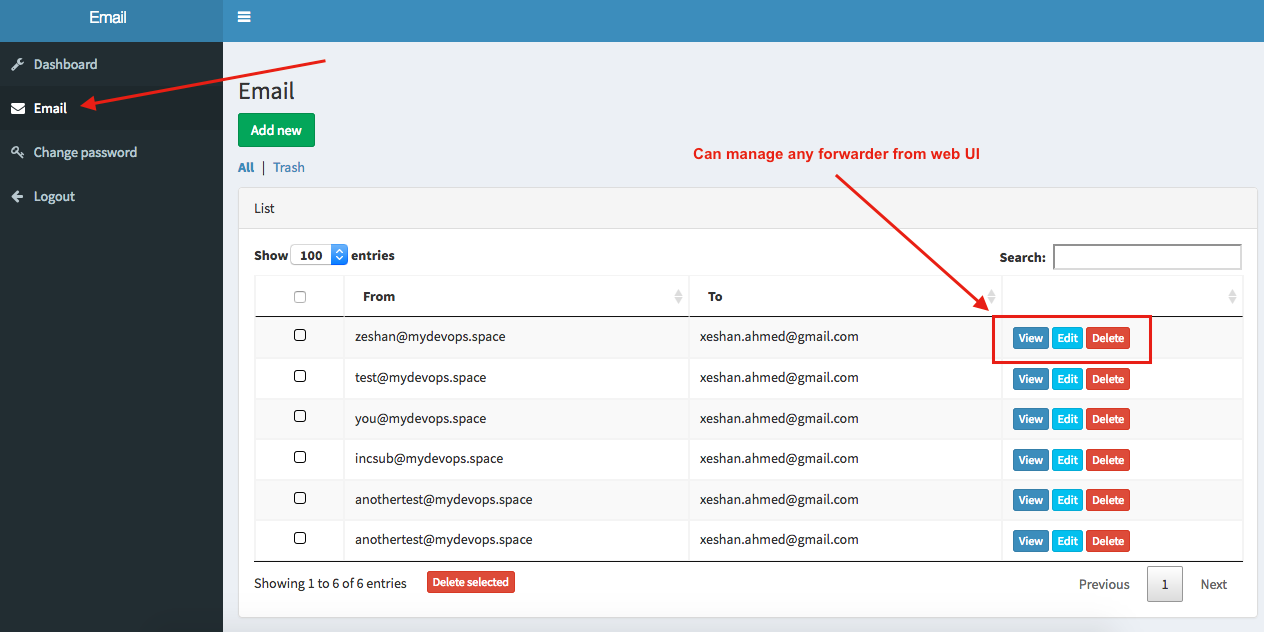 Email
Dashboard
Email
Change password
Logout
Email
Add new
All | Trash
Can manage any forwarder from web UI
List
Show 100 entries Search:
From To
zeshan@mydevops.space xeshan.ahmed@gmail.com View Edit Delete
test@mydevops.space xeshan.ahmed@gmail.com View Edit Delete
you@mydevops.space xeshan.ahmed@gmail.com View Edit Delete
incsub@mydevops.space xeshan.ahmed@gmail.com View Edit Delete
anothertest@mydevops.space xeshan.ahmed@gmail.com View Edit Delete
anothertest@mydevops.space xeshan.ahmed@gmail.com View Edit Delete
Showing 1 to 6 of 6 entries Delete selected Previous 1 Next